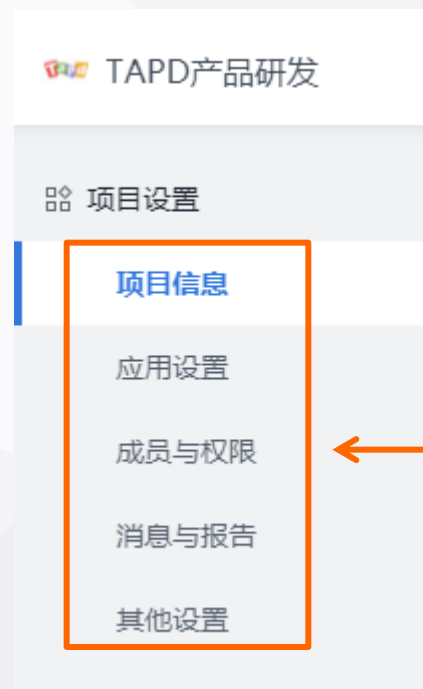 Tapd TAPD产品研发
项目设置
项目信息
应用设置
成员与权限
消息与报告
其他设置